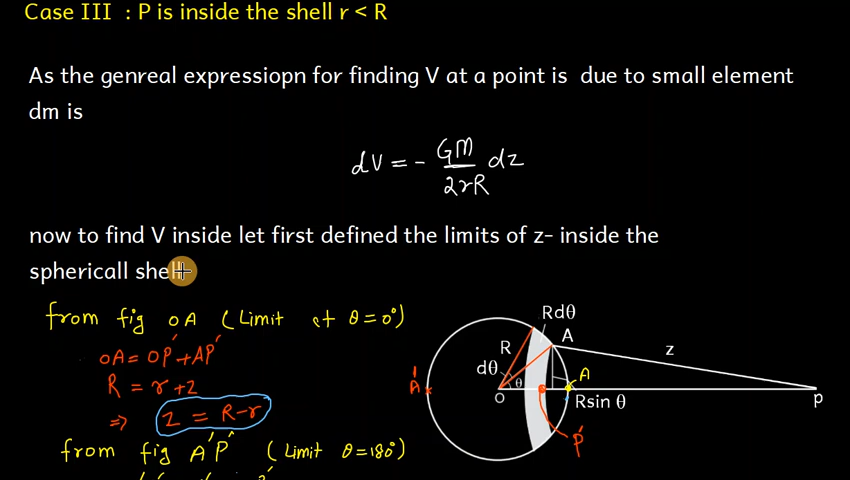 Case III : P is inside the shell r < R
As the genreal expressiopn for finding V at a point is due to small element
dm is
dV = - GM/2rR dz
now to find V inside let first defined the limits of z- inside the
sphericall shell
from fig OA (Limit at θ=0°)
OA = OP' + AP'
R = r + z
⇒ z = R-r
from fig A'P' (Limit θ=180°)
Rdθ
A
R
z
dθ
θ
A'
A
O
Rsin θ
p
P'